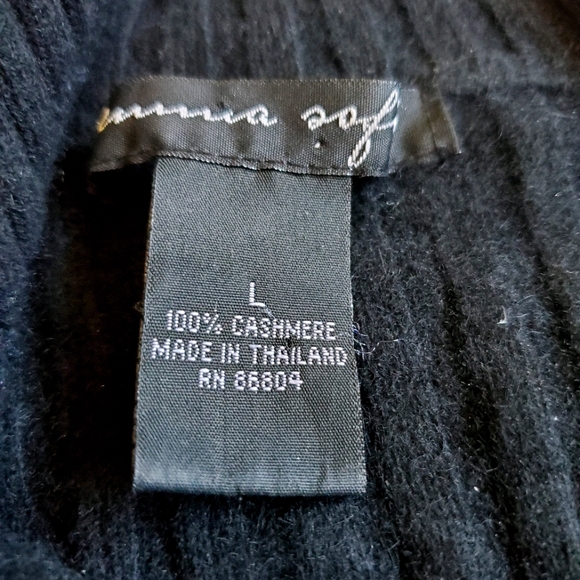 L
100% CASHMERE
MADE IN THAILAND
RN 86804